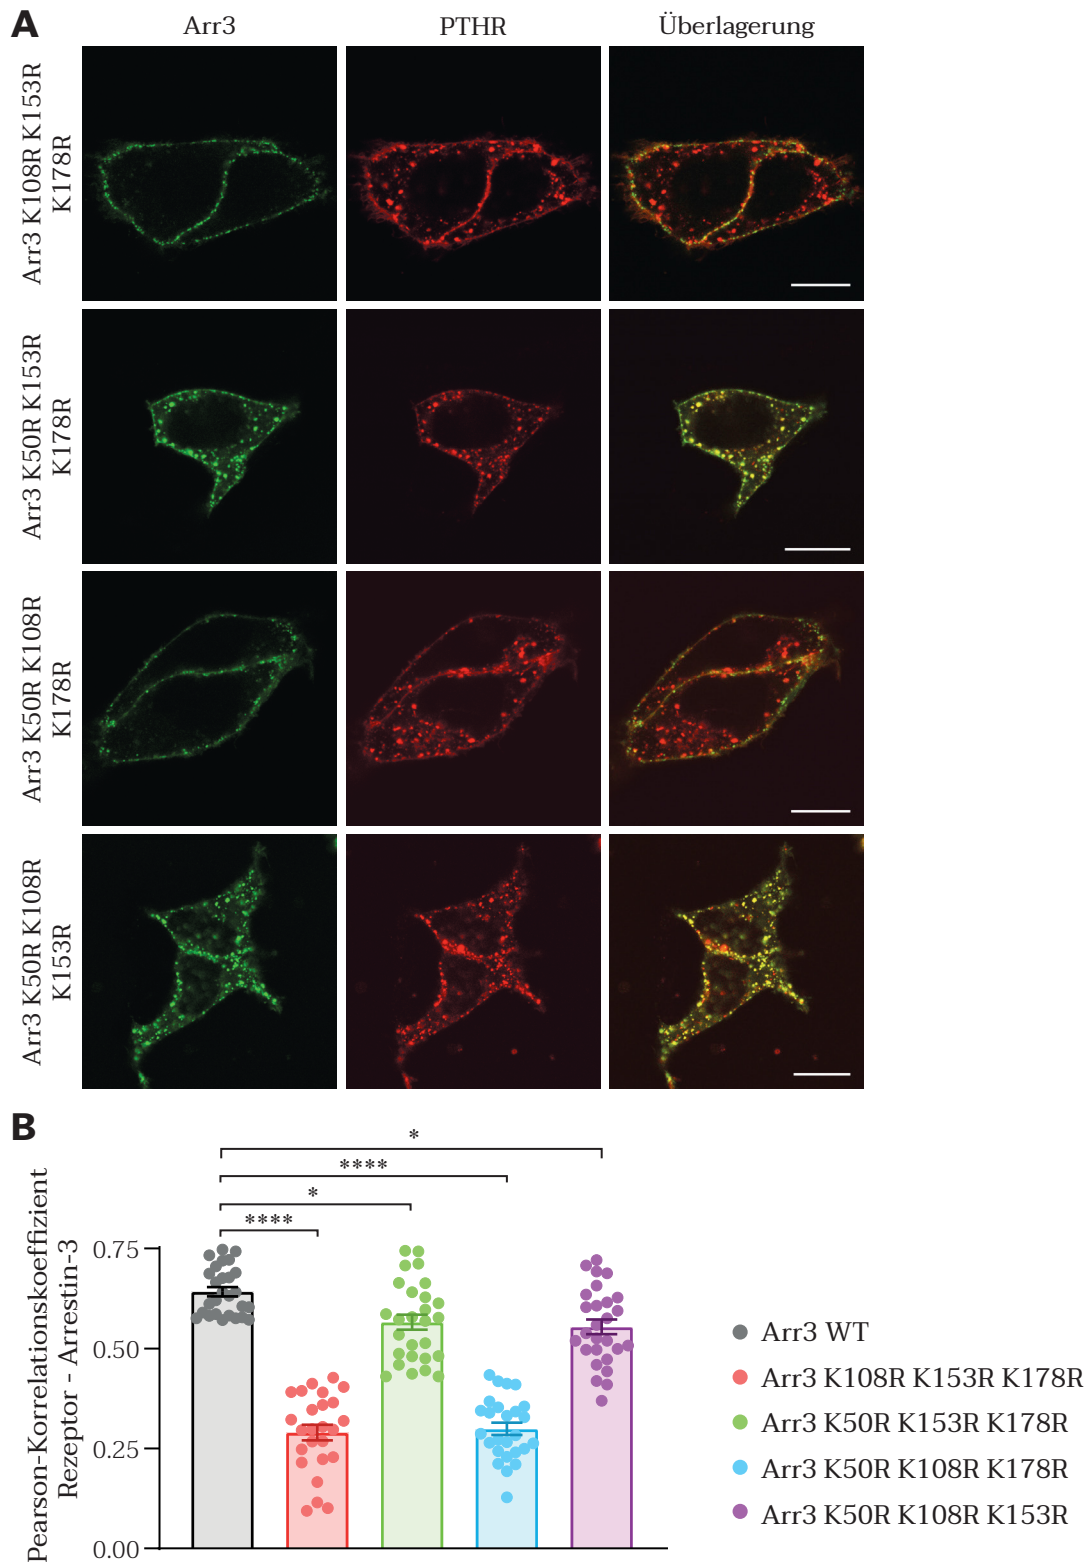 A
Arr3
PTHR
Überlagerung
Arr3 K108R K153R
K178R
Arr3 K50R K153R
K178R
Arr3 K50R K108R
K178R
Arr3 K50R K108R
K153R
B
*
****
*
****
Pearson-Korrelationskoeffizient
Rezeptor - Arrestin-3
0.75
0.50
0.25
0.00
Arr3 WT
Arr3 K108R K153R K178R
Arr3 K50R K153R K178R
Arr3 K50R K108R K178R
Arr3 K50R K108R K153R